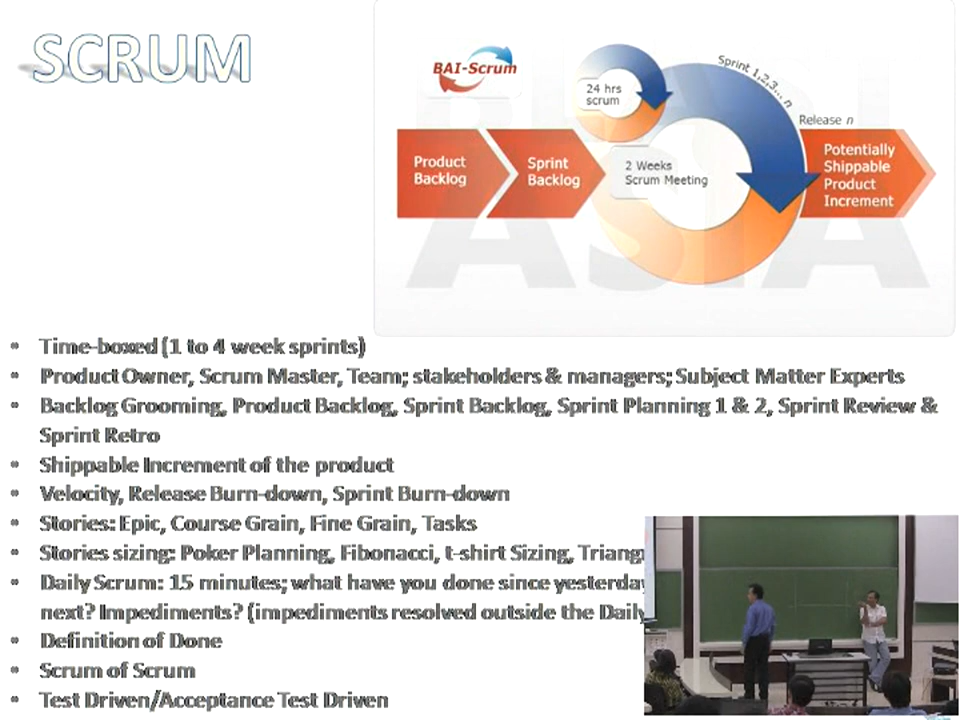 SCRUM
BAI-Scrum
Sprint 1,2,3... n
24 hrs
scrum
Release n
Product
Backlog
Sprint
Backlog
2 Weeks
Scrum Meeting
Potentially
Shippable
Product
Increment
ASIA
• Time-boxed (1 to 4 week sprints)
• Product Owner, Scrum Master, Team; stakeholders & managers; Subject Matter Experts
• Backlog Grooming, Product Backlog, Sprint Backlog, Sprint Planning 1 & 2, Sprint Review &
Sprint Retro
• Shippable Increment of the product
• Velocity, Release Burn-down, Sprint Burn-down
• Stories: Epic, Course Grain, Fine Grain, Tasks
• Stories sizing: Poker Planning, Fibonacci, t-shirt Sizing,
• Daily Scrum: 15 minutes; what have you done since yesterday
next? Impediments? (impediments resolved outside the Daily
• Definition of Done
• Scrum of Scrum
• Test Driven/Acceptance Test Driven